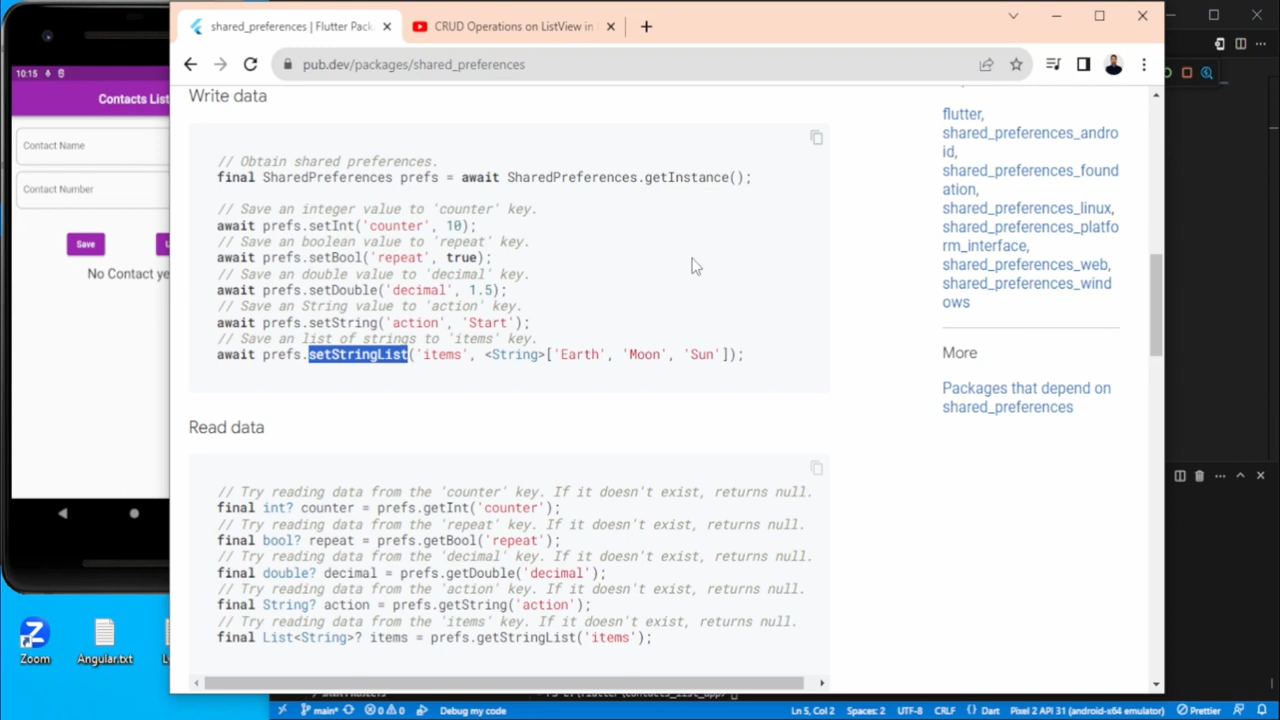 shared_preferences | Flutter Pack
CRUD Operations on ListView in
pub.dev/packages/shared_preferences
10:15
Contacts List
Contact Name
Contact Number
Save
No Contact ye
Write data
// Obtain shared preferences.
final SharedPreferences prefs = await SharedPreferences.getInstance();
// Save an integer value to 'counter' key.
await prefs.setInt('counter', 10);
// Save an boolean value to 'repeat' key.
await prefs.setBool('repeat', true);
// Save an double value to 'decimal' key.
await prefs.setDouble('decimal', 1.5);
// Save an String value to 'action' key.
await prefs.setString('action', 'Start');
// Save an list of strings to 'items' key.
await prefs.setStringList('items', <String>['Earth', 'Moon', 'Sun']);
Read data
// Try reading data from the 'counter' key. If it doesn't exist, returns null.
final int? counter = prefs.getInt('counter');
// Try reading data from the 'repeat' key. If it doesn't exist, returns null.
final bool? repeat = prefs.getBool('repeat');
// Try reading data from the 'decimal' key. If it doesn't exist, returns null.
final double? decimal = prefs.getDouble('decimal');
// Try reading data from the 'action' key. If it doesn't exist, returns null.
final String? action = prefs.getString('action');
// Try reading data from the 'items' key. If it doesn't exist, returns null.
final List<String>? items = prefs.getStringList('items');
flutter,
shared_preferences_andro
id,
shared_preferences_found
ation,
shared_preferences_linux,
shared_preferences_platfo
rm_interface,
shared_preferences_web,
shared_preferences_wind
ows
More
Packages that depend on
shared_preferences
Zoom
Angular.txt
main*
0 0
Debug my code
Ln 5, Col 2
Spaces: 2
UTF-8
CRLF
{} Dart
Pixel 2 API 31 (android-x64 emulator)
Prettier